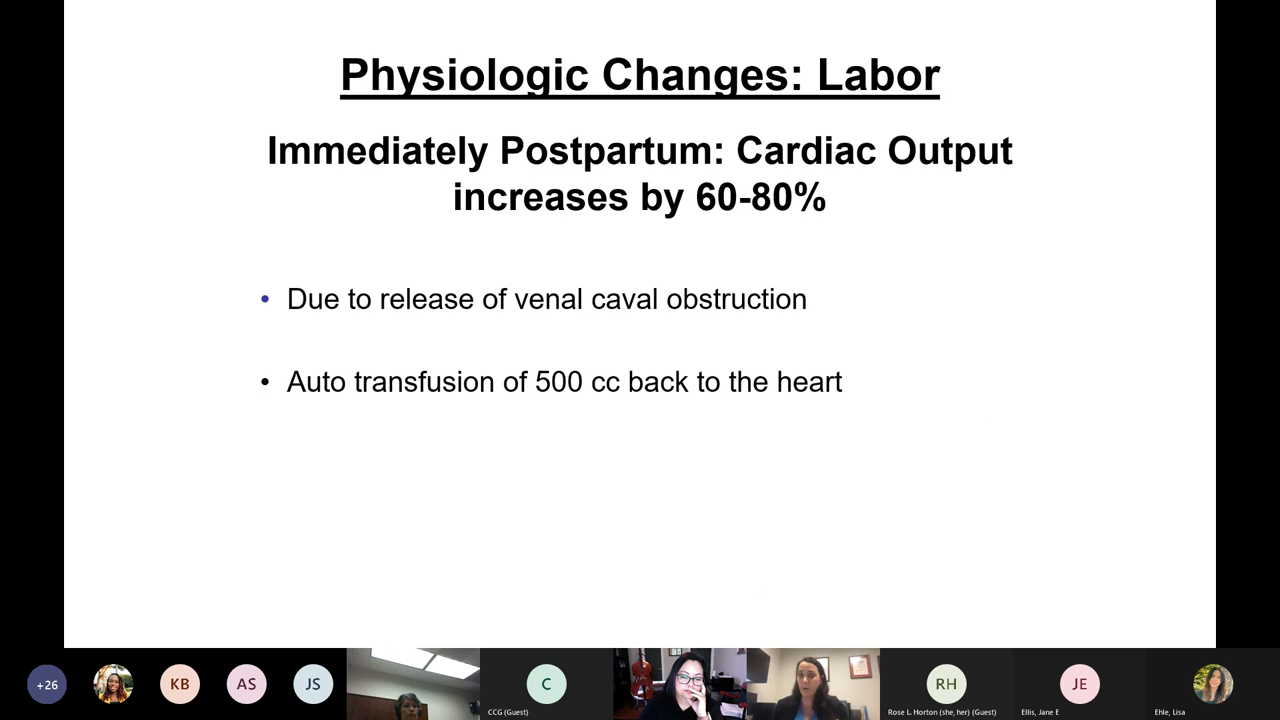 Physiologic Changes: Labor
Immediately Postpartum: Cardiac Output
increases by 60-80%
• Due to release of venal caval obstruction
• Auto transfusion of 500 cc back to the heart
+26
KB
AS
JS
C
CCG (Guest)
RH
Rose L. Horton (she, her) (Guest)
JE
Ellis, Jane E
Ehle, Lisa